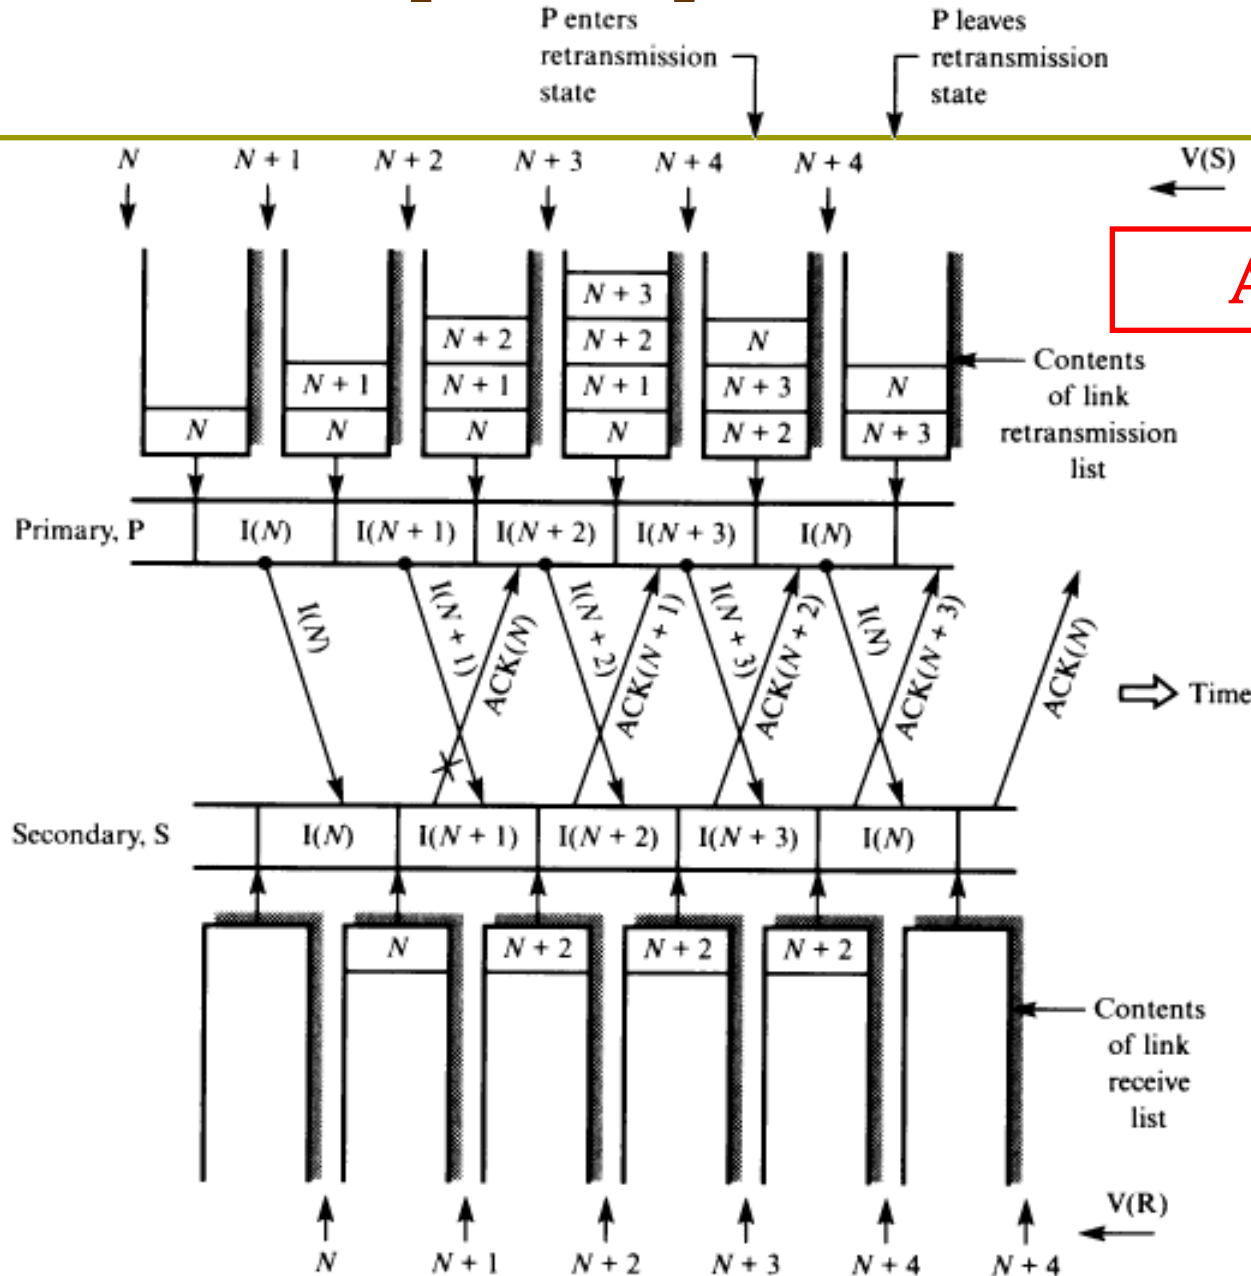 P enters
retransmission
state
P leaves
retransmission
state
N N + 1 N + 2 N + 3 N + 4 N + 4 V(S)
A
N + 3
N + 2 N + 2 N
N + 1 N + 1 N + 1 N + 3 N
N N N N N + 2 N + 3
Contents
of link
retransmission
list
Primary, P I(N) I(N + 1) I(N + 2) I(N + 3) I(N)
I(N) I(N + 1) ACK(N) I(N + 2) ACK(N + 1) I(N + 3) ACK(N + 2) I(N) ACK(N + 3) ACK(N)
Time
Secondary, S I(N) I(N + 1) I(N + 2) I(N + 3) I(N)
N N + 2 N + 2 N + 2
Contents
of link
receive
list
V(R)
N N + 1 N + 2 N + 3 N + 4 N + 4